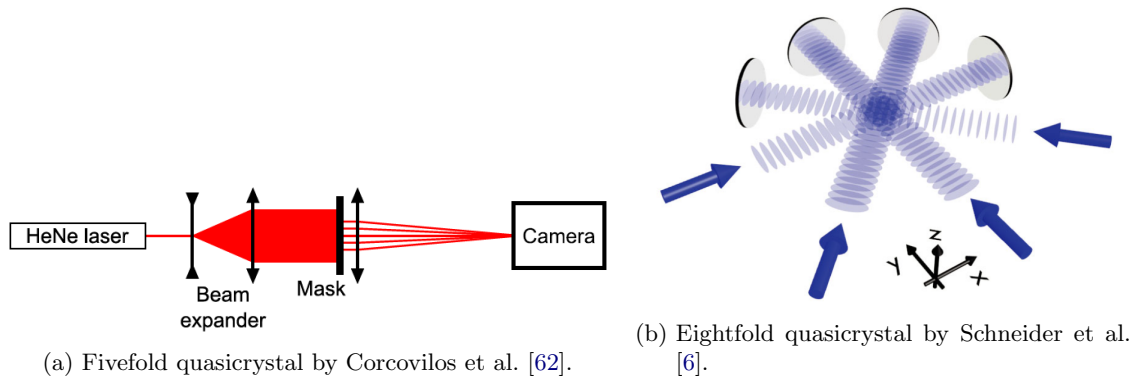 HeNe laser
Beam
expander
Mask
Camera
(a) Fivefold quasicrystal by Corcovilos et al. [62].
z
y
x
(b) Eightfold quasicrystal by Schneider et al.
[6].